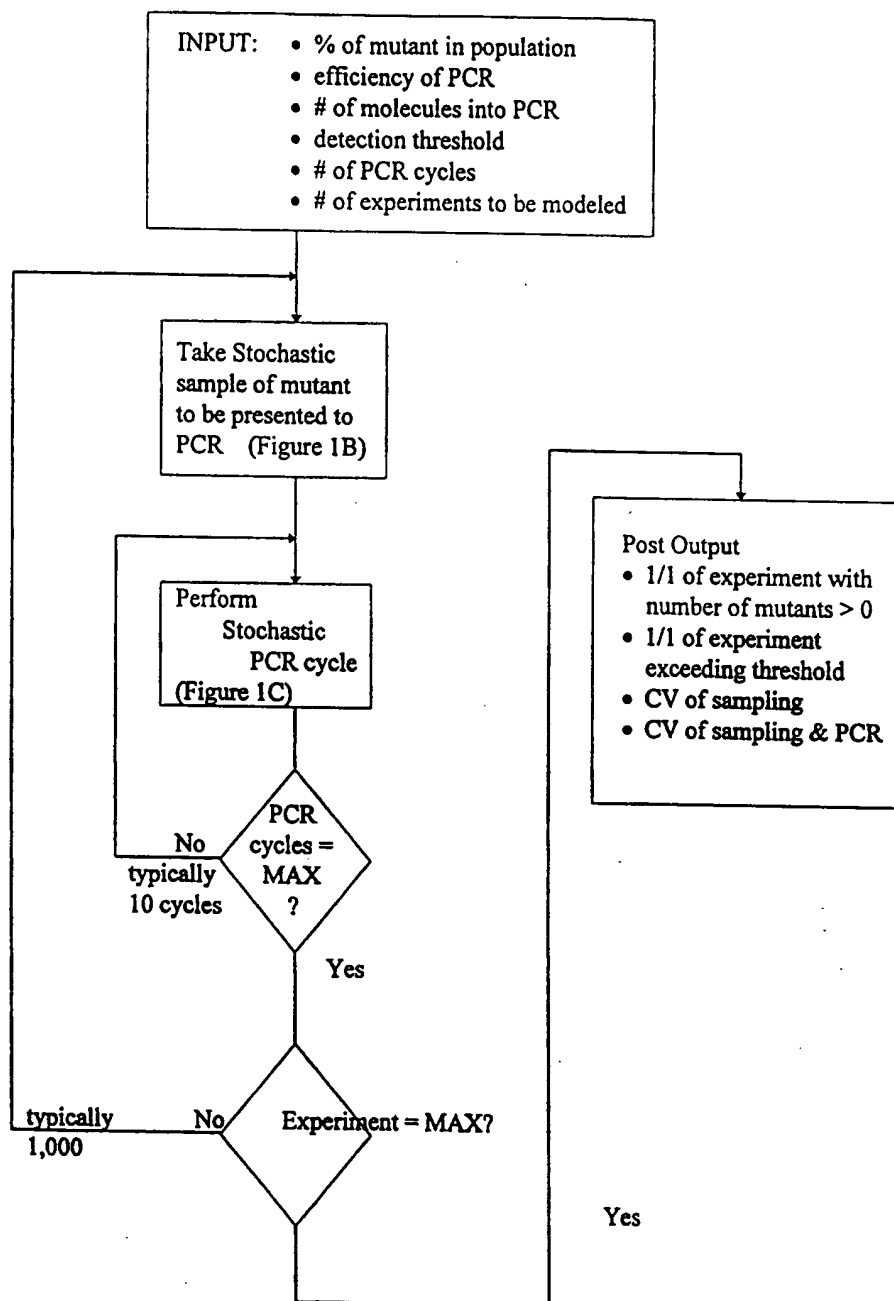 INPUT: • % of mutant in population
• efficiency of PCR
• # of molecules into PCR
• detection threshold
• # of PCR cycles
• # of experiments to be modeled
Take Stochastic
sample of mutant
to be presented to
PCR (Figure 1B)
Perform
Stochastic
PCR cycle
(Figure 1C)
PCR
cycles =
MAX
?
No
typically
10 cycles
Yes
Experiment = MAX?
No
typically
1,000
Yes
Post Output
• 1/1 of experiment with
number of mutants > 0
• 1/1 of experiment
exceeding threshold
• CV of sampling
• CV of sampling & PCR